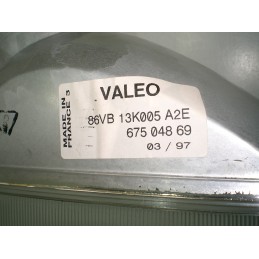 VALEO
MADE IN
FRANCE 3
86VB 13K005 A2E
675 048 69
03 / 97